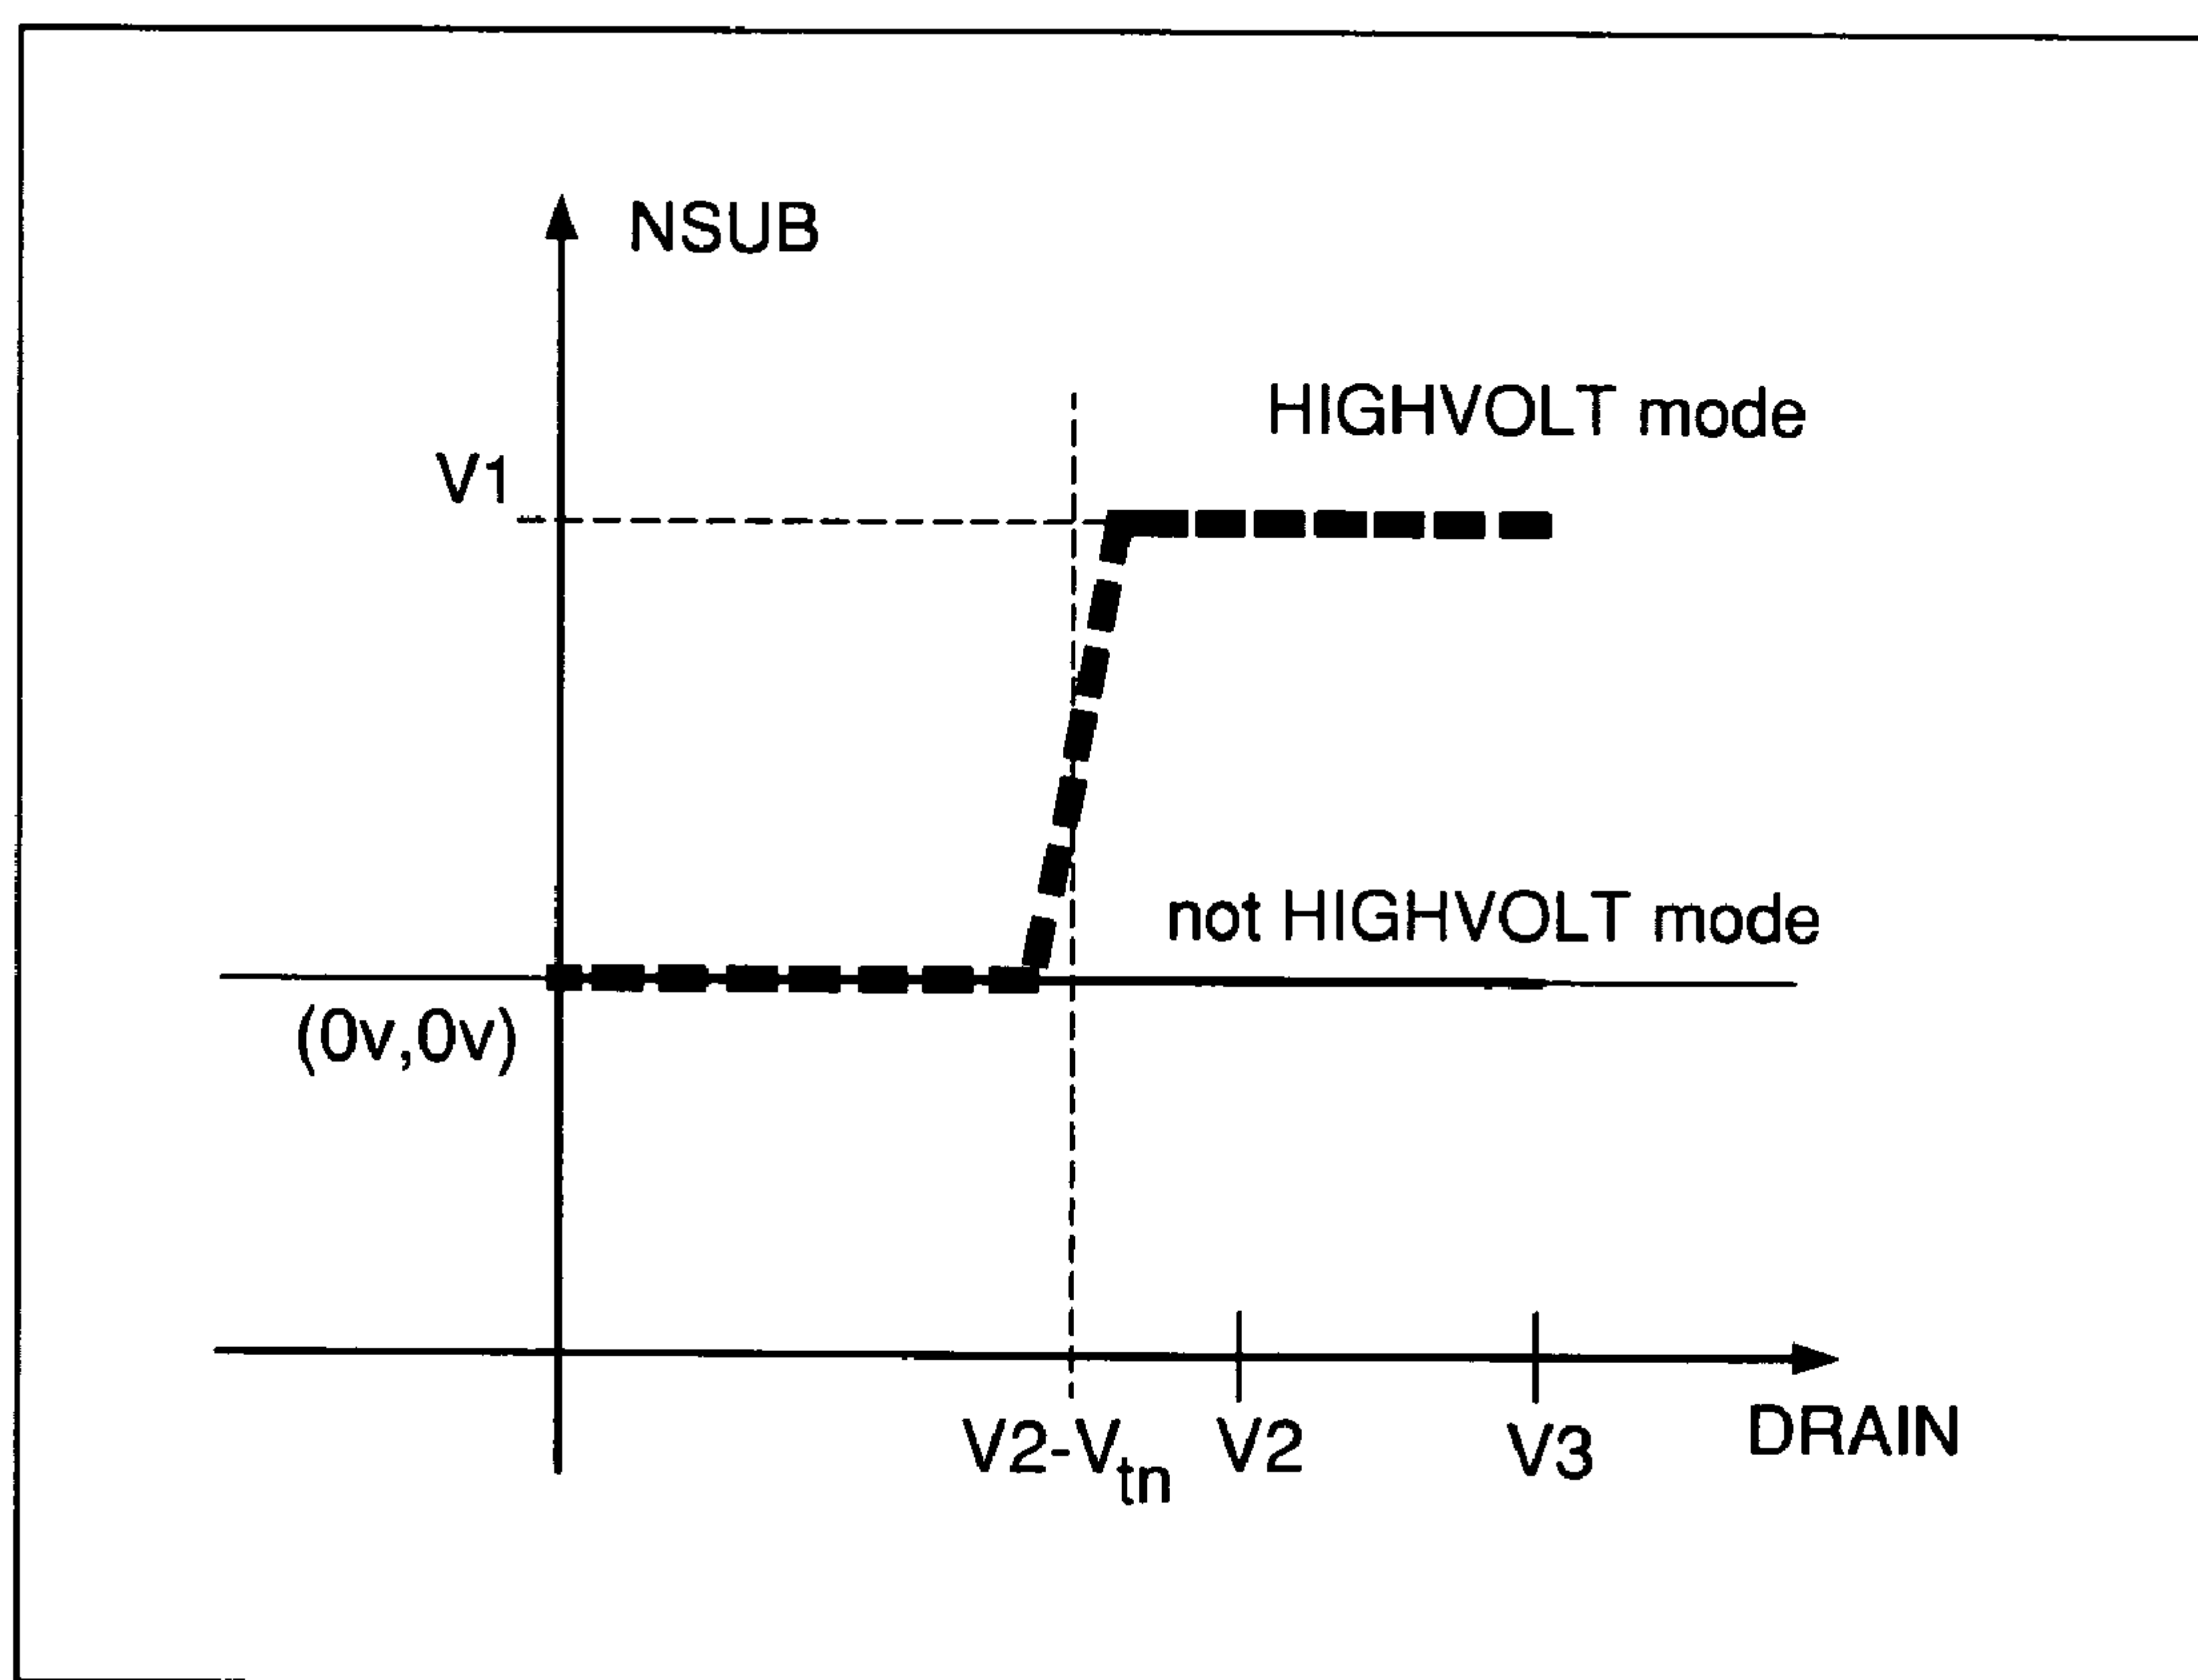 NSUB
HIGHVOLT mode
V1
not HIGHVOLT mode
(0v,0v)
V2-Vtn
V2
V3
DRAIN